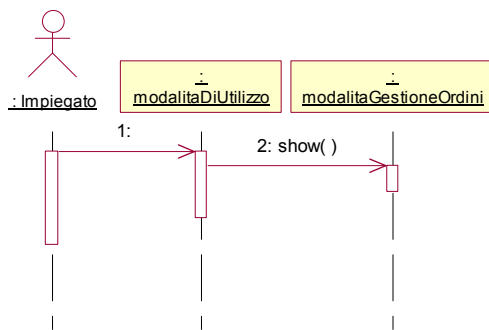 : Impiegato
:
modalitaDiUtilizzo
:
modalitaGestioneOrdini
1:
2: show( )